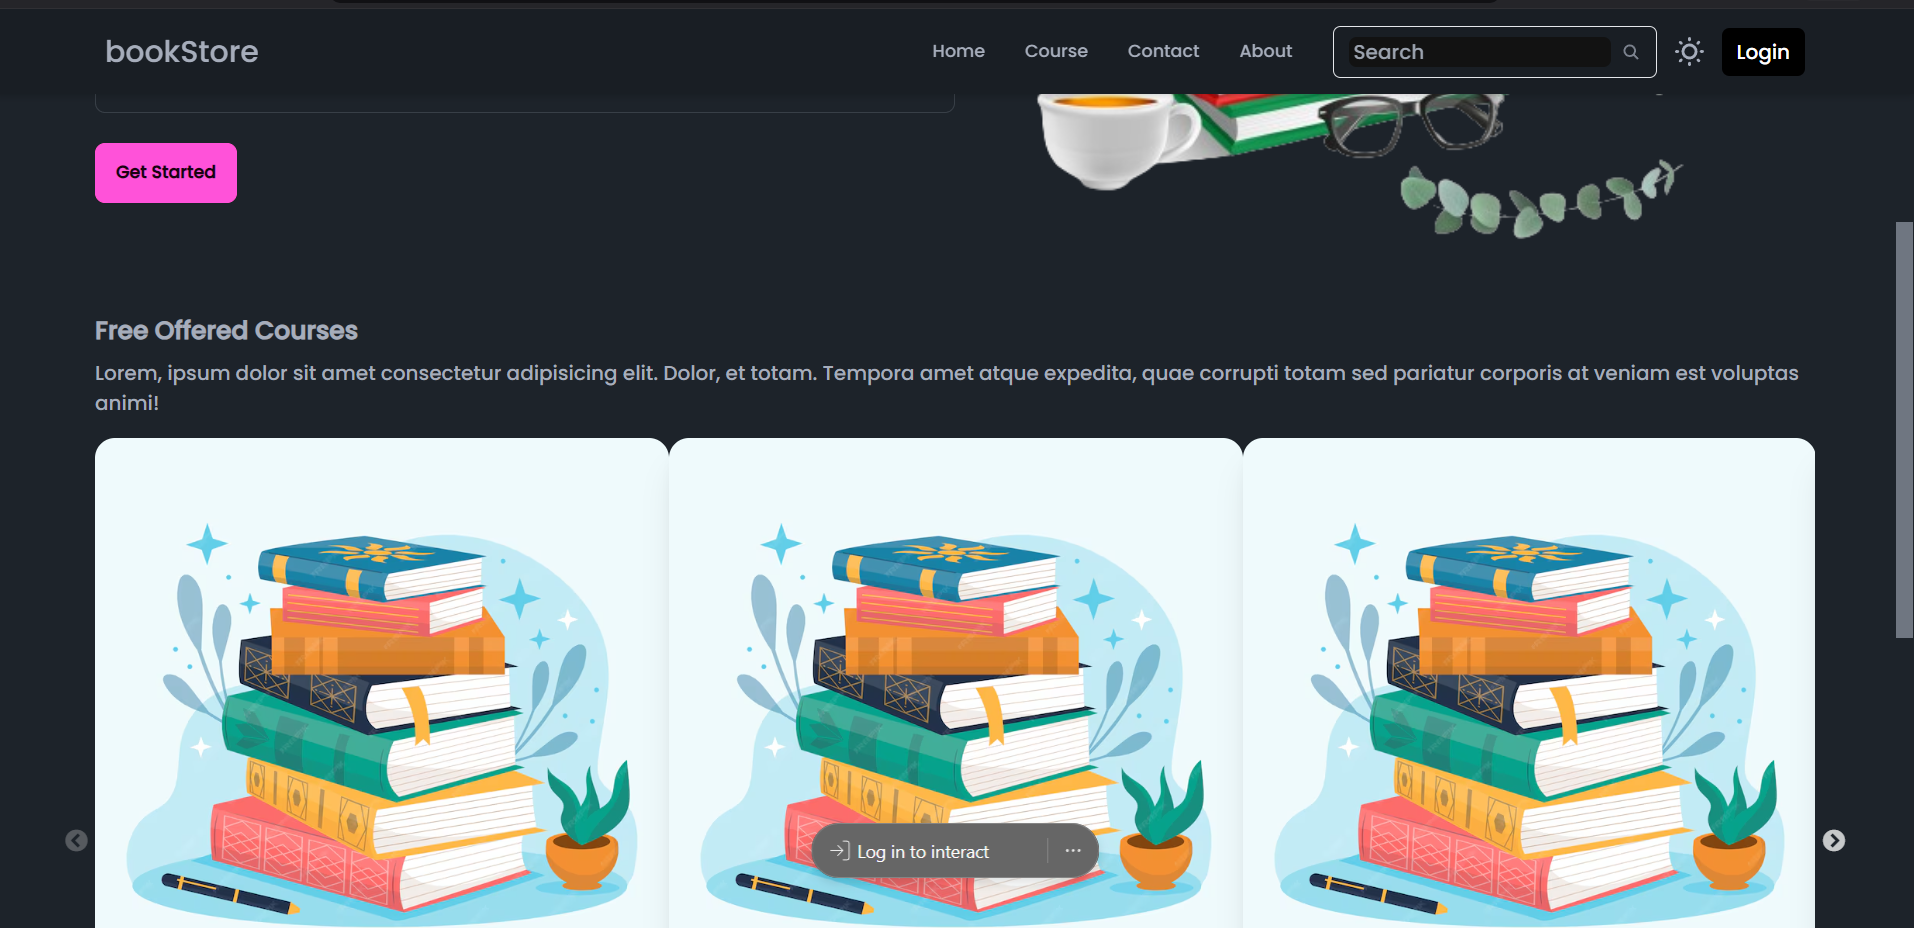 bookStore
Home Course Contact About Search Login
Get Started
Free Offered Courses
Lorem, ipsum dolor sit amet consectetur adipisicing elit. Dolor, et totam. Tempora amet atque expedita, quae corrupti totam sed pariatur corporis at veniam est voluptas
animi!
Log in to interact